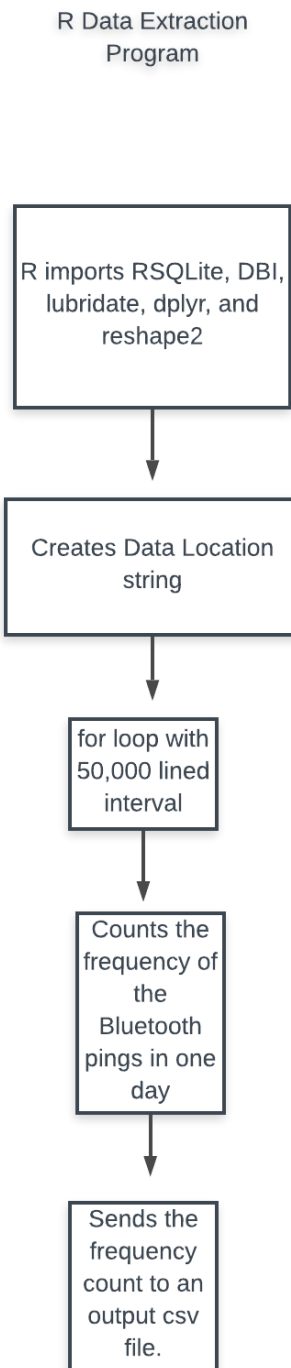 R Data Extraction
Program
R imports RSQLite, DBI,
lubridate, dplyr, and
reshape2
Creates Data Location
string
for loop with
50,000 lined
interval
Counts the
frequency of
the
Bluetooth
pings in one
day
Sends the
frequency
count to an
output csv
file.